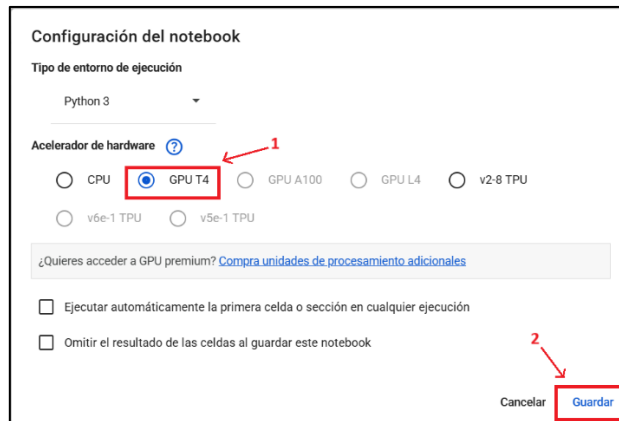 Configuración del notebook
Tipo de entorno de ejecución
Python 3
Acelerador de hardware ? 1
CPU GPU T4 GPU A100 GPU L4 v2-8 TPU
v6e-1 TPU v5e-1 TPU
¿Quieres acceder a GPU premium? Compra unidades de procesamiento adicionales
Ejecutar automáticamente la primera celda o sección en cualquier ejecución
Omitir el resultado de las celdas al guardar este notebook
2
Cancelar Guardar